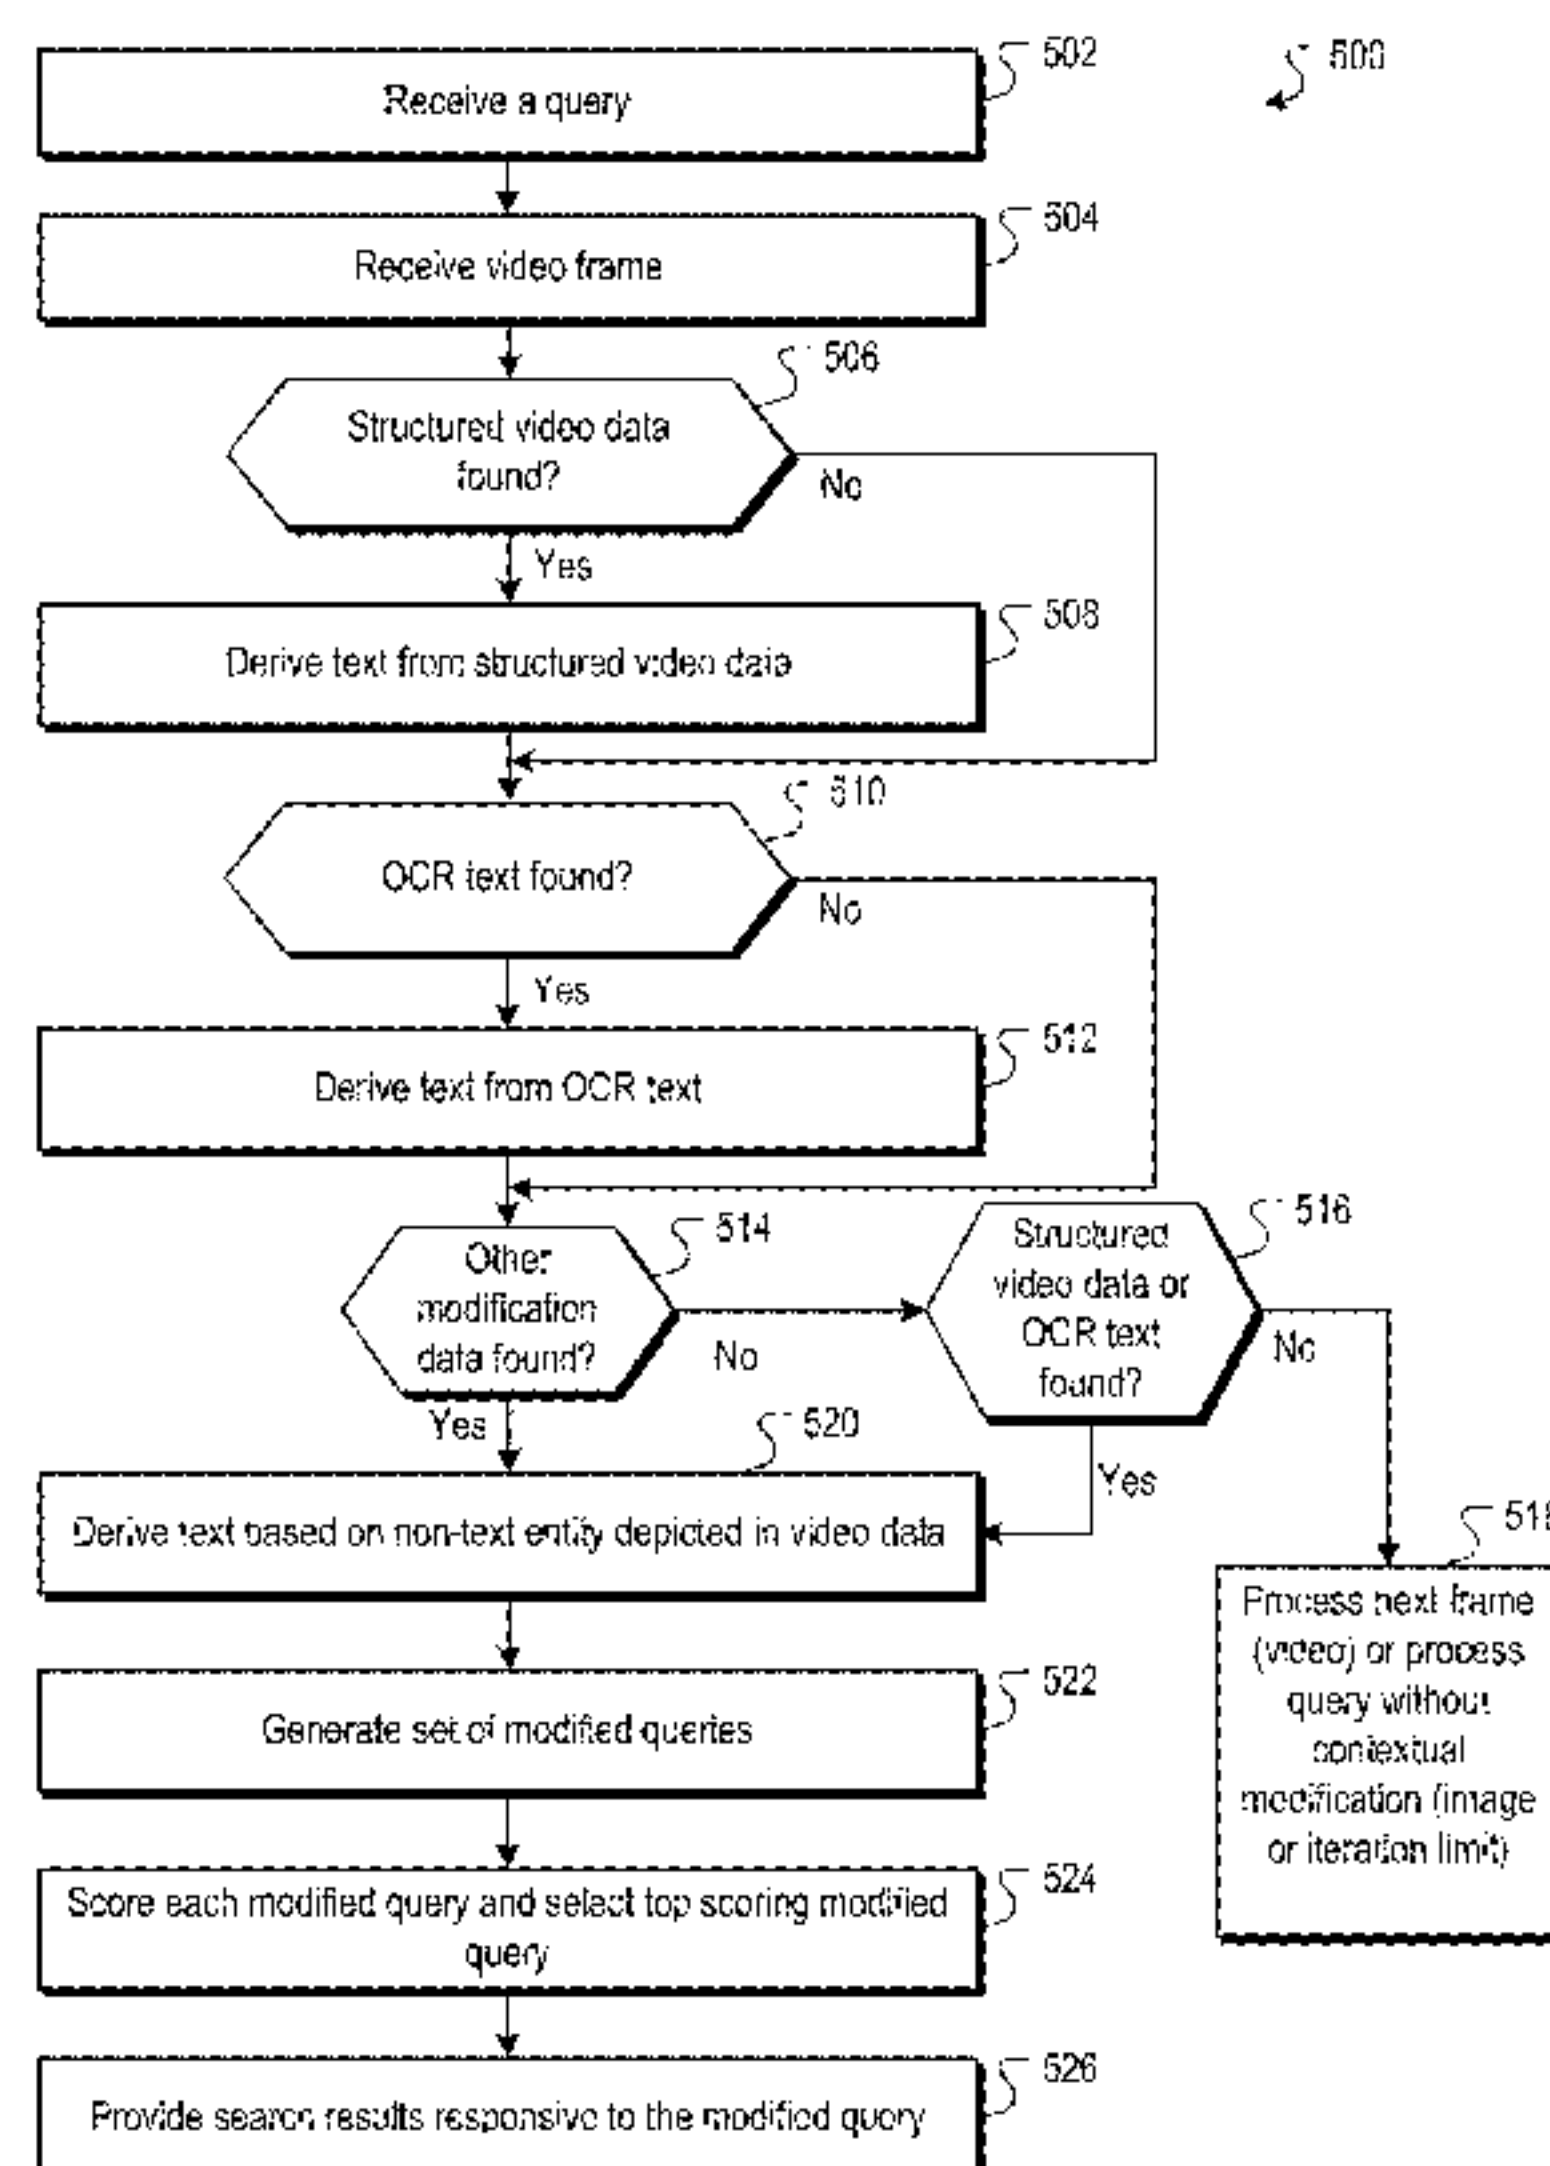 502
500
Receive a query
504
Receive video frame
506
Structured video data
found?
No
Yes
508
Derive text from structured video data
510
OCR text found?
No
Yes
512
Derive text from OCR text
514
516
Other
modification
data found?
No
Structured
video data or
OCR text
found?
No
Yes
520
Yes
518
Derive text based on non-text entity depicted in video data
Process next frame
(video) or process
query without
contextual
modification (image
or iteration limit)
522
Generate set of modified queries
524
Score each modified query and select top scoring modified
query
526
Provide search results responsive to the modified query